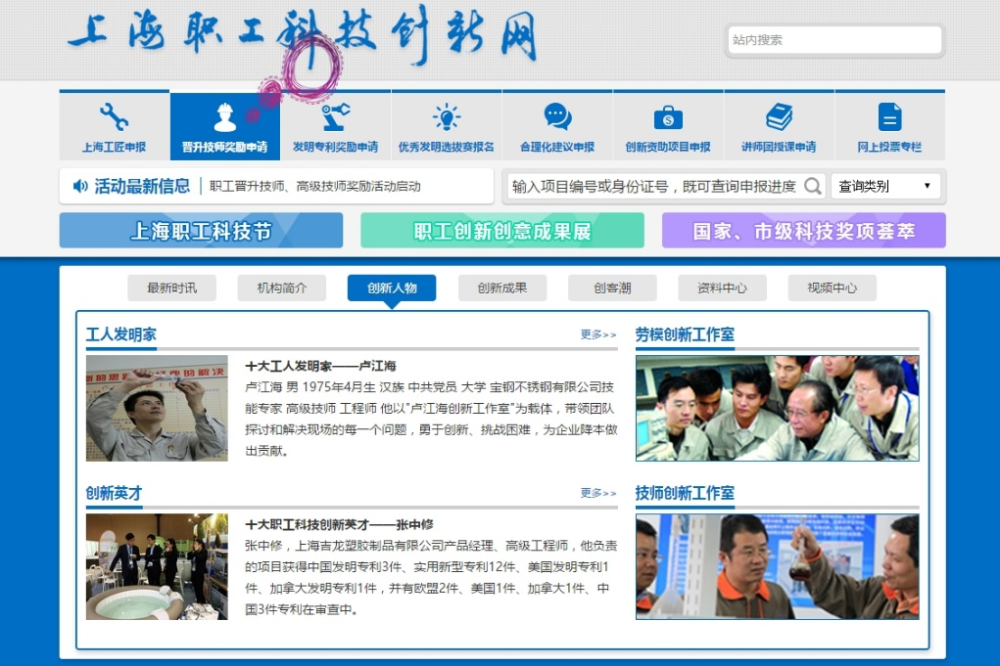 上海职工科技创新网
站内搜索
上海工匠申报
晋升技师奖励申请
发明专利奖励申请
优秀发明选拔赛报名
合理化建议申报
创新资助项目申报
讲师团授课申请
网上投票专栏
活动最新信息
职工晋升技师、高级技师奖励活动启动
输入项目编号或身份证号，既可查询申报进度
查询类别
上海职工科技节
职工创新创意成果展
国家、市级科技奖项荟萃
最新时讯
机构简介
创新人物
创新成果
创客潮
资料中心
视频中心
工人发明家
更多>>
十大工人发明家——卢江海
卢江海 男 1975年4月生 汉族 中共党员 大学 宝钢不锈钢有限公司技
能专家 高级技师 工程师 他以"卢江海创新工作室"为载体，带领团队
探讨和解决现场的每一个问题，勇于创新、挑战困难，为企业降本做
出贡献。
劳模创新工作室
创新英才
更多>>
十大职工科技创新英才——张中修
张中修，上海吉龙塑胶制品有限公司产品经理、高级工程师，他负责
的项目获得中国发明专利3件、实用新型专利12件、美国发明专利1
件、加拿大发明专利1件，并有欧盟2件、美国1件、加拿大1件、中
国3件专利在审查中。
技师创新工作室